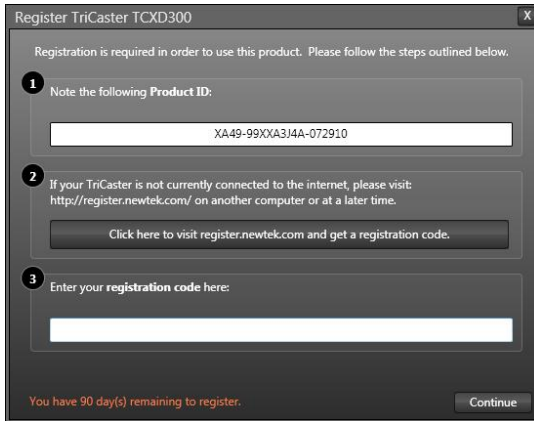 Register TriCaster TCXD300
X
Registration is required in order to use this product. Please follow the steps outlined below.
1
Note the following Product ID:
XA49-99XXA3J4A-072910
2
If your TriCaster is not currently connected to the internet, please visit:
http://register.newtek.com/ on another computer or at a later time.
Click here to visit register.newtek.com and get a registration code.
3
Enter your registration code here:
You have 90 day(s) remaining to register.
Continue